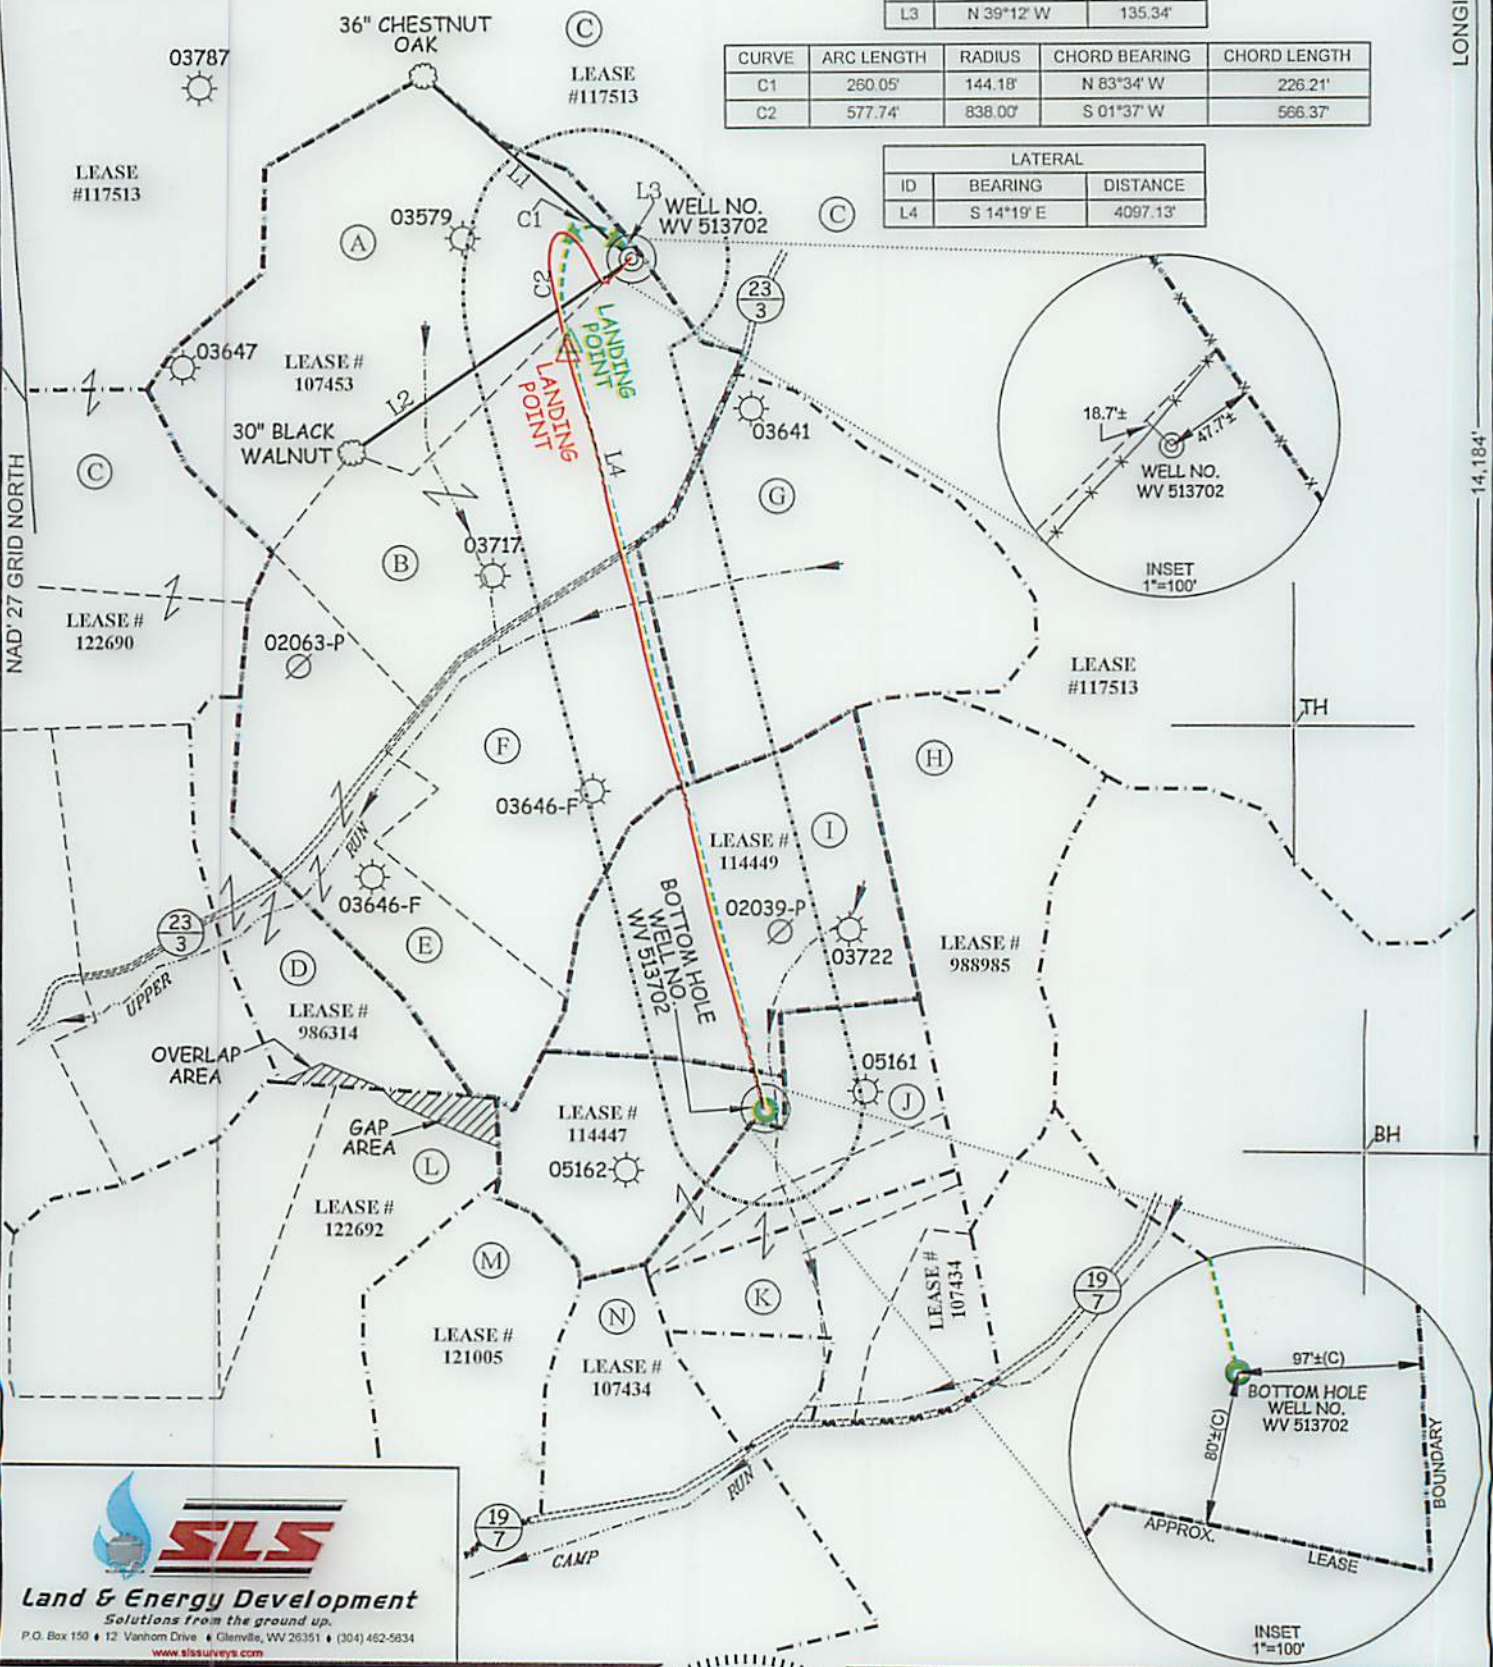 L3 N 39°12' W 135.34'
CURVE ARC LENGTH RADIUS CHORD BEARING CHORD LENGTH
C1 260.05' 144.18' N 83°34' W 226.21'
C2 577.74' 838.00' S 01°37' W 566.37'
LATERAL
ID BEARING DISTANCE
L4 S 14°19' E 4097.13'
LONGI
14,184'
36" CHESTNUT
OAK
C
03787
LEASE
#117513
LEASE
#117513
L1
L3
WELL NO.
WV 513702
C
C1
03579
A
C2
23
3
LANDING
POINT
LANDING
POINT
03647
LEASE #
107453
L2
30" BLACK
WALNUT
L4
03641
18.7'±
47.7'±
WELL NO.
WV 513702
INSET
1"=100'
C
G
NAD' 27 GRID NORTH
B
03717
LEASE #
122690
02063-P
LEASE
#117513
TH
F
H
03646-F
RUN
LEASE #
114449
I
03646-F
02039-P
BOTTOM HOLE
WELL NO.
WV 513702
03722
23
3
E
LEASE #
988985
D
UPPER
LEASE #
986314
OVERLAP
AREA
05161
J
GAP
AREA
LEASE #
114447
BH
L
05162
LEASE #
122692
M
LEASE #
107434
K
19
7
N
LEASE #
121005
LEASE #
107434
97'±(C)
BOTTOM HOLE
WELL NO.
WV 513702
80'±(C)
BOUNDARY
APPROX.
LEASE
INSET
1"=100'
RUN
19
7
CAMP
SLS
Land & Energy Development
Solutions from the ground up.
P.O. Box 150 ♦ 12 Vanhorn Drive ♦ Glenville, WV 26351 ♦ (304) 462-5634
www.slssurveys.com